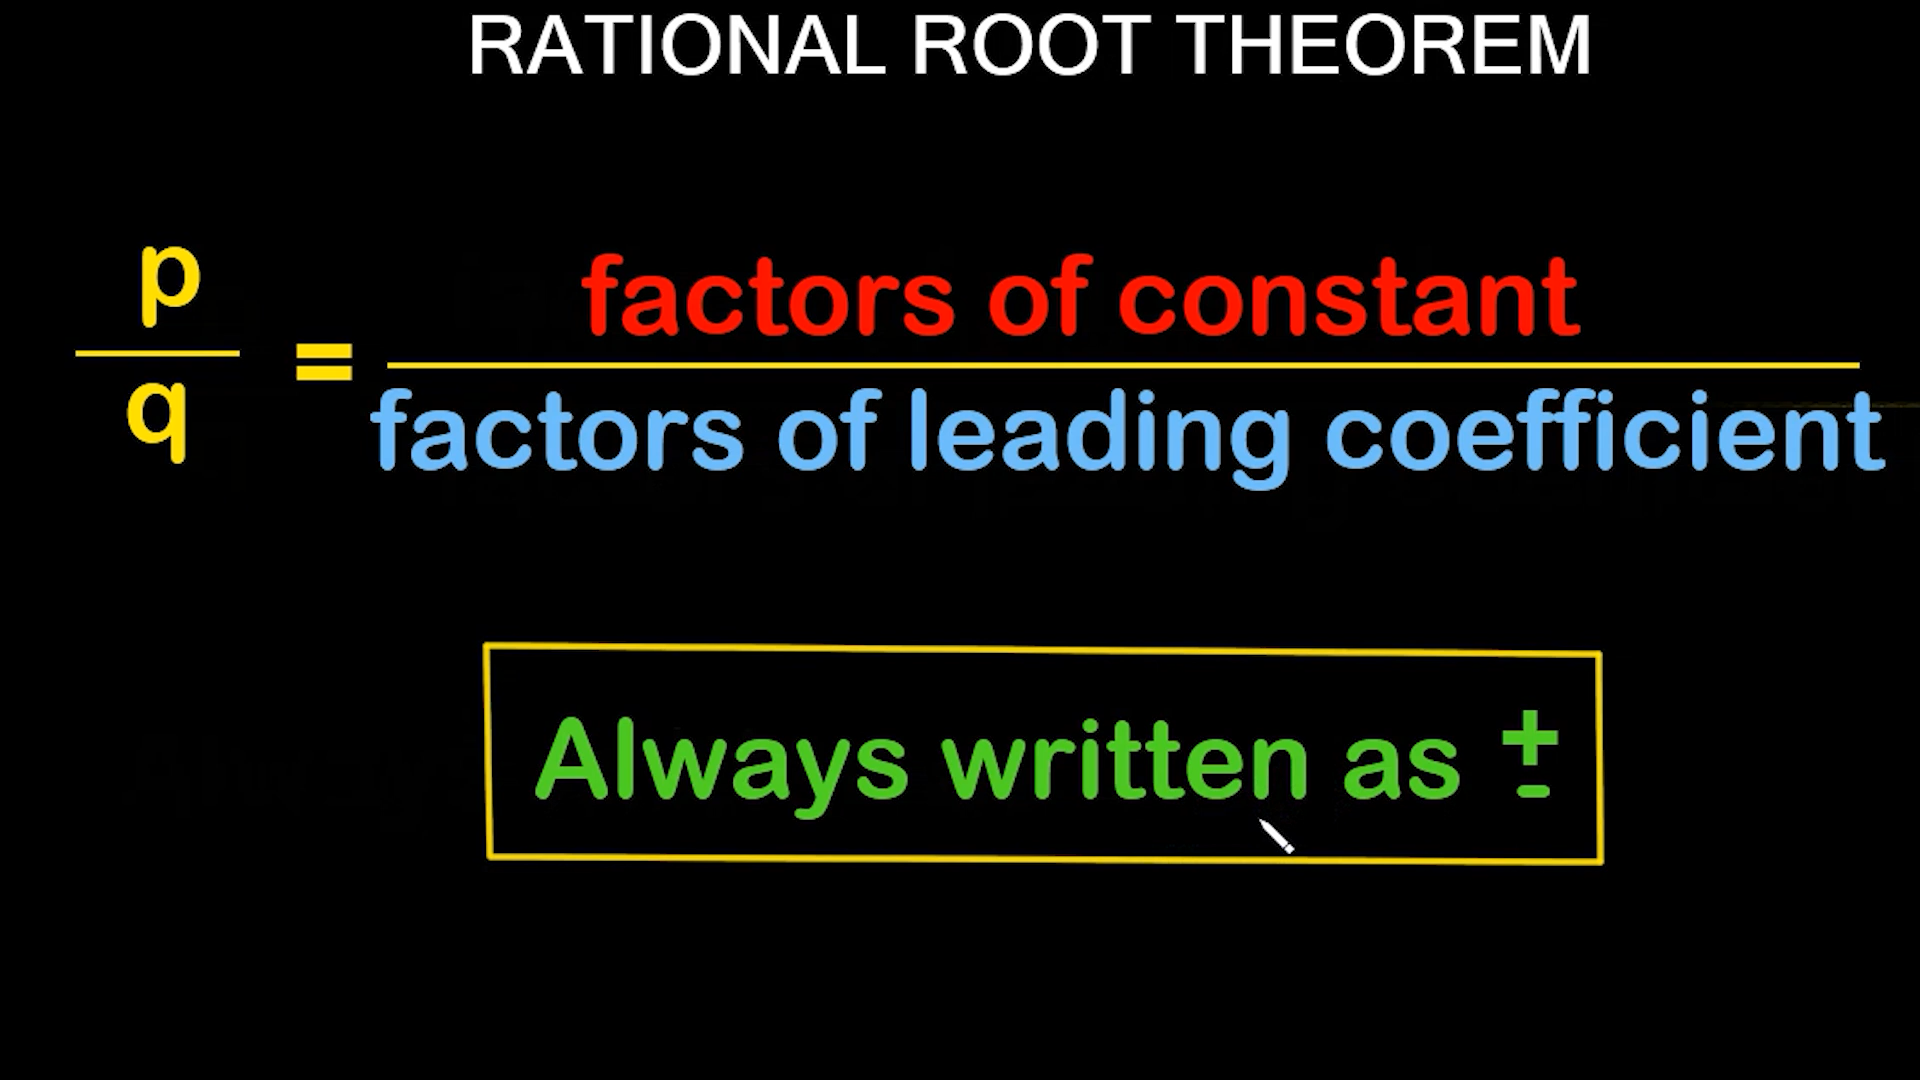 RATIONAL ROOT THEOREM
p
q
=
factors of constant
factors of leading coefficient
Always written as ±